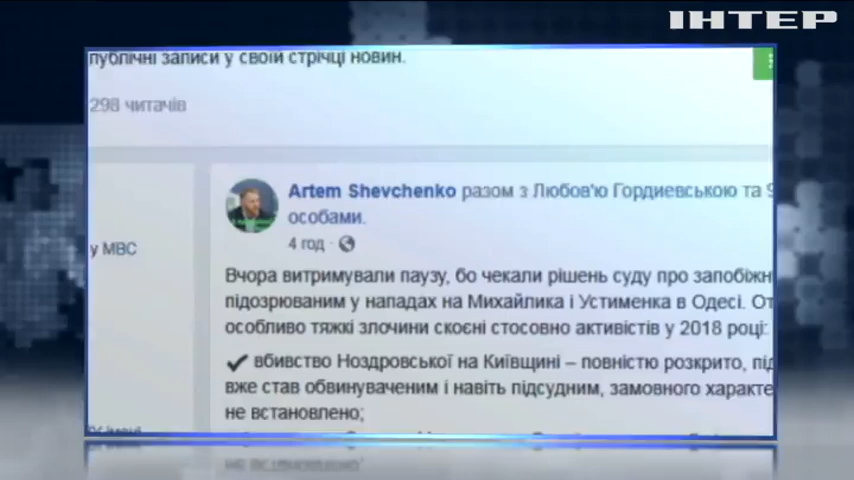 ІНТЕР
публічні записи у своїй стрічці новин.
298 читачів
Artem Shevchenko разом з Любов'ю Гордиевською та 9
особами.
4 год ·
у МВС
Вчора витримували паузу, бо чекали рішень суду про запобіжн
підозрюваним у нападах на Михайлика і Устименка в Одесі. От
особливо тяжкі злочини скоєні стосовно активістів у 2018 році:
✔ вбивство Ноздровської на Київщині – повністю розкрито, під
вже став обвинуваченим і навіть підсудним, замовного характе
не встановлено;